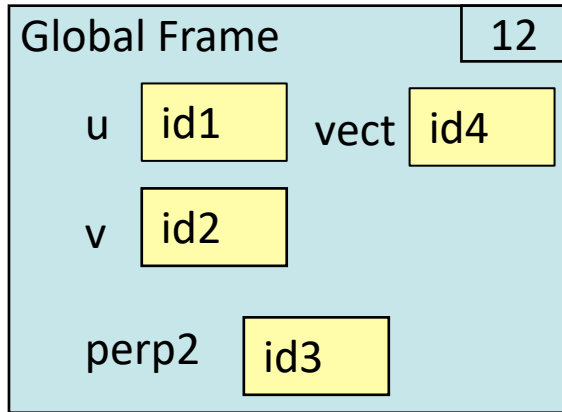 Global Frame 12
u id1 vect id4
v id2
perp2 id3